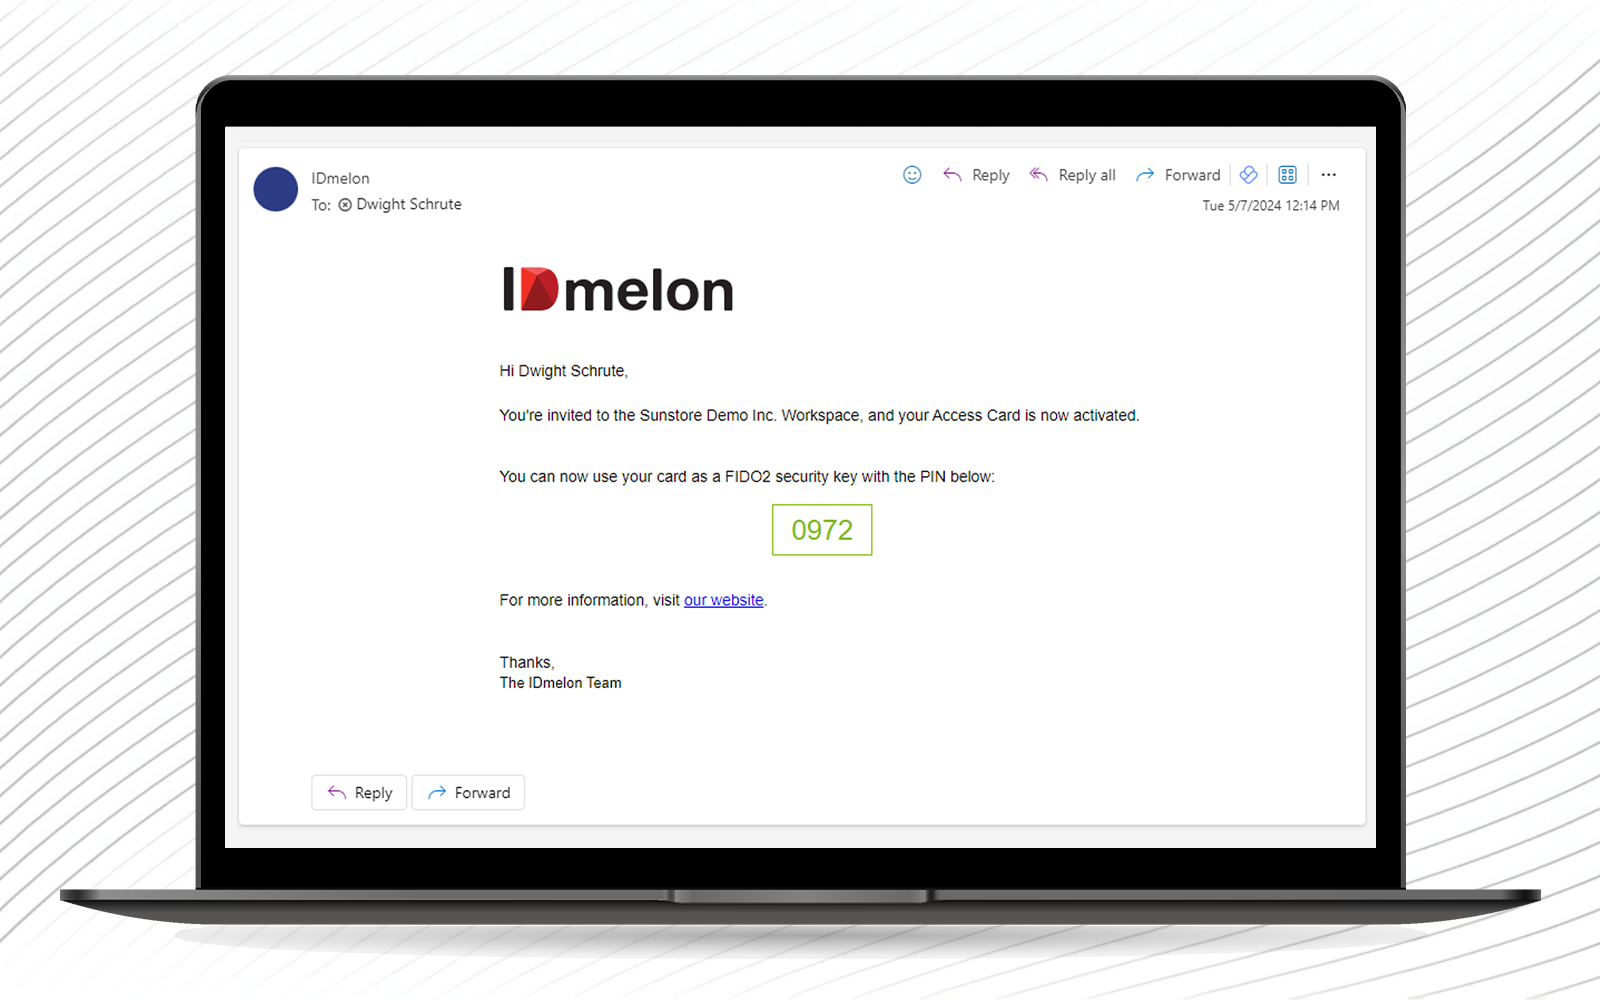 IDmelon
To: Dwight Schrute
Reply
Reply all
Forward
Tue 5/7/2024 12:14 PM
IDmelon
Hi Dwight Schrute,
You're invited to the Sunstore Demo Inc. Workspace, and your Access Card is now activated.
You can now use your card as a FIDO2 security key with the PIN below:
0972
For more information, visit our website.
Thanks,
The IDmelon Team
Reply
Forward